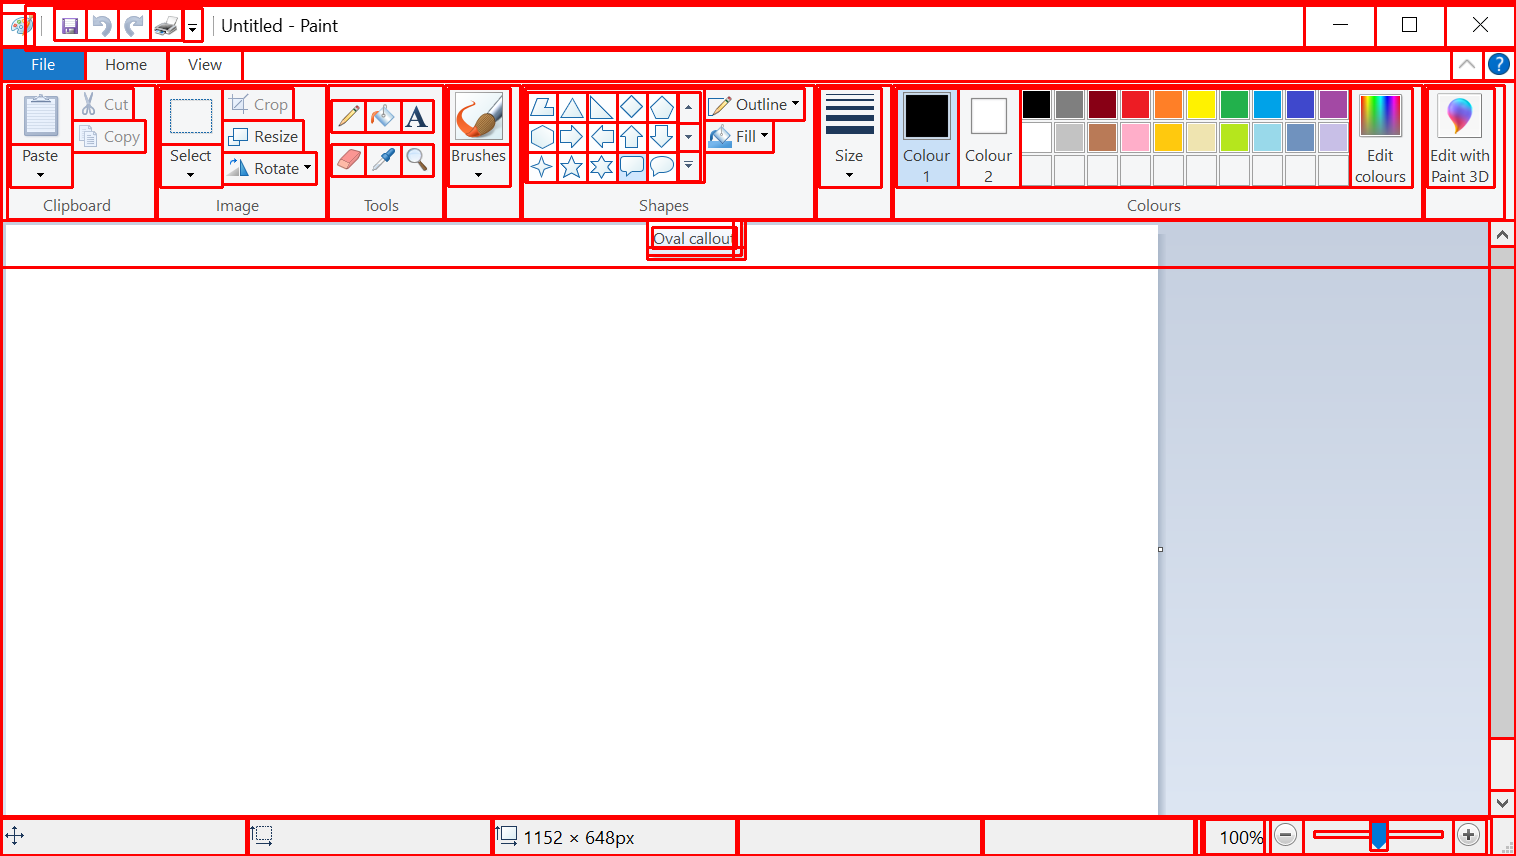 Untitled - Paint
File
Home
View
?
Paste
Cut
Copy
Clipboard
Select
Crop
Resize
Rotate
Image
A
Tools
Brushes
Outline
Fill
Shapes
Size
Colour
1
Colour
2
Edit
colours
Colours
Edit with
Paint 3D
Oval callout
1152 × 648px
100%